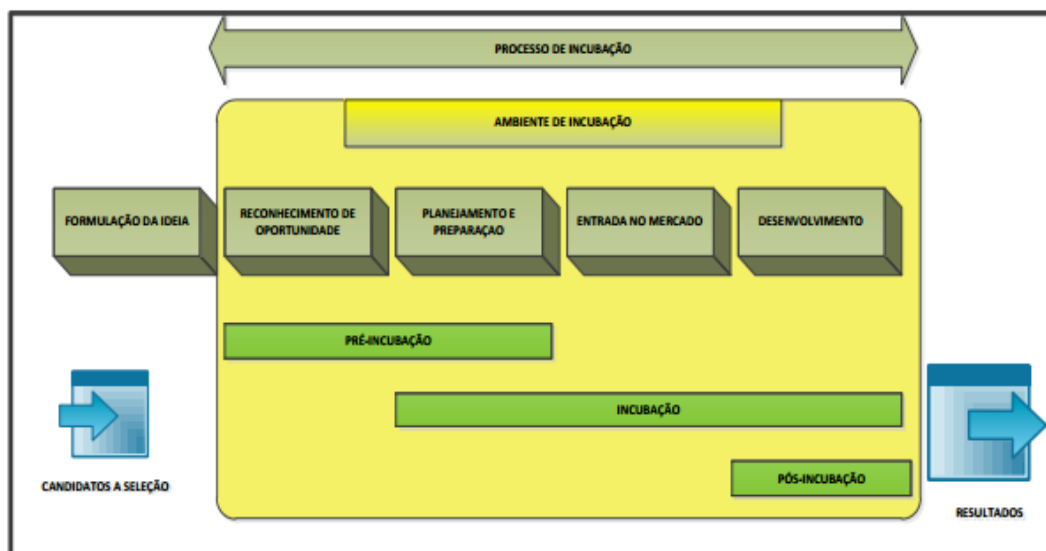 PROCESSO DE INCUBAÇÃO
AMBIENTE DE INCUBAÇÃO
FORMULAÇÃO DA IDEIA
RECONHECIMENTO DE
OPORTUNIDADE
PLANEJAMENTO E
PREPARAÇAO
ENTRADA NO MERCADO
DESENVOLVIMENTO
PRÉ-INCUBAÇÃO
INCUBAÇÃO
PÓS-INCUBAÇÃO
CANDIDATOS A SELEÇÃO
RESULTADOS